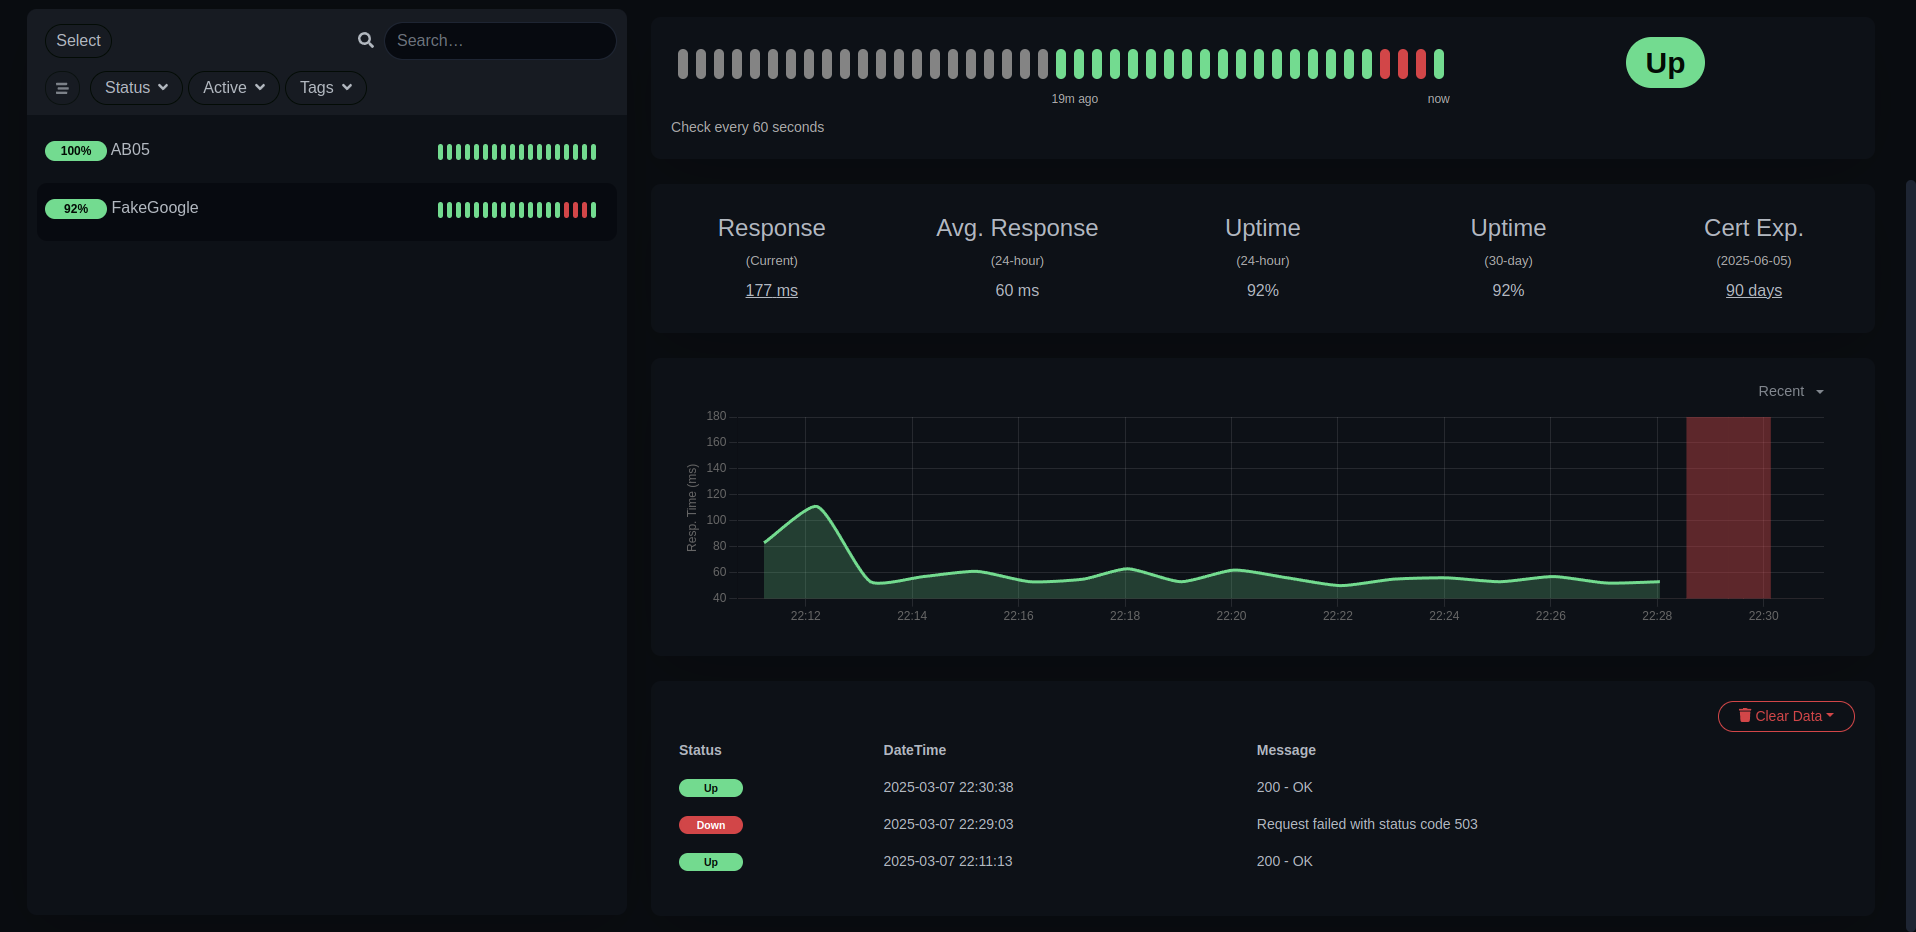 Select
Search…
Status
Active
Tags
100% AB05
92% FakeGoogle
Up
19m ago now
Check every 60 seconds
Response Avg. Response Uptime Uptime Cert Exp.
(Current) (24-hour) (24-hour) (30-day) (2025-06-05)
177 ms 60 ms 92% 92% 90 days
Recent
Resp. Time (ms)
180
160
140
120
100
80
60
40
22:12 22:14 22:16 22:18 22:20 22:22 22:24 22:26 22:28 22:30
Clear Data
Status DateTime Message
Up 2025-03-07 22:30:38 200 - OK
Down 2025-03-07 22:29:03 Request failed with status code 503
Up 2025-03-07 22:11:13 200 - OK